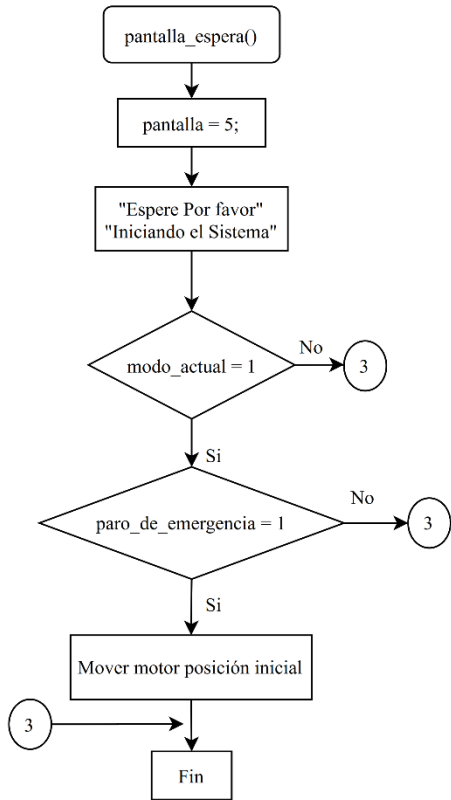 pantalla_espera()
pantalla = 5;
"Espere Por favor"
"Iniciando el Sistema"
modo_actual = 1
No
3
Si
paro_de_emergencia = 1
No
3
Si
Mover motor posición inicial
3
Fin